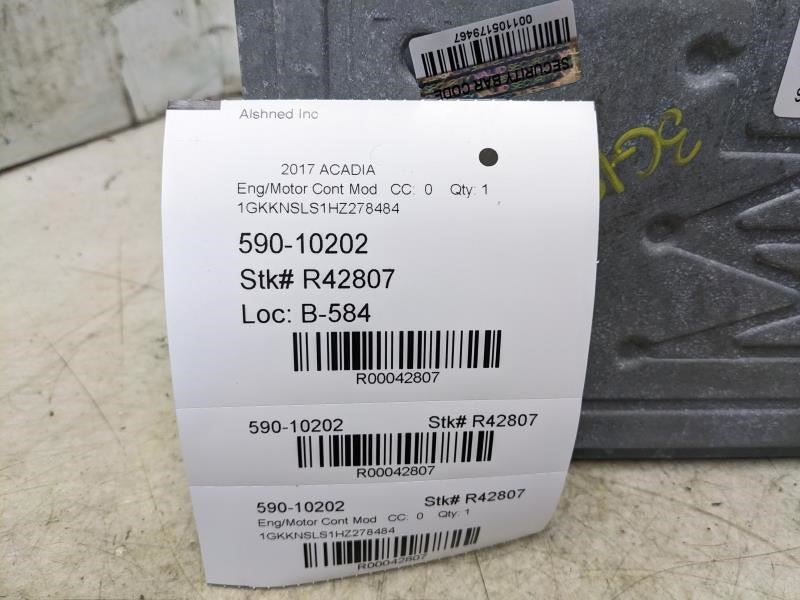 001105179467
SECURITY BAR CODE
Alshned Inc
2017 ACADIA
Eng/Motor Cont Mod CC: 0 Qty: 1
1GKKNSLS1HZ278484
590-10202
Stk# R42807
Loc: B-584
R00042807
590-10202 Stk# R42807
R00042807
590-10202 Stk# R42807
Eng/Motor Cont Mod CC: 0 Qty: 1
1GKKNSLS1HZ278484
R00042807